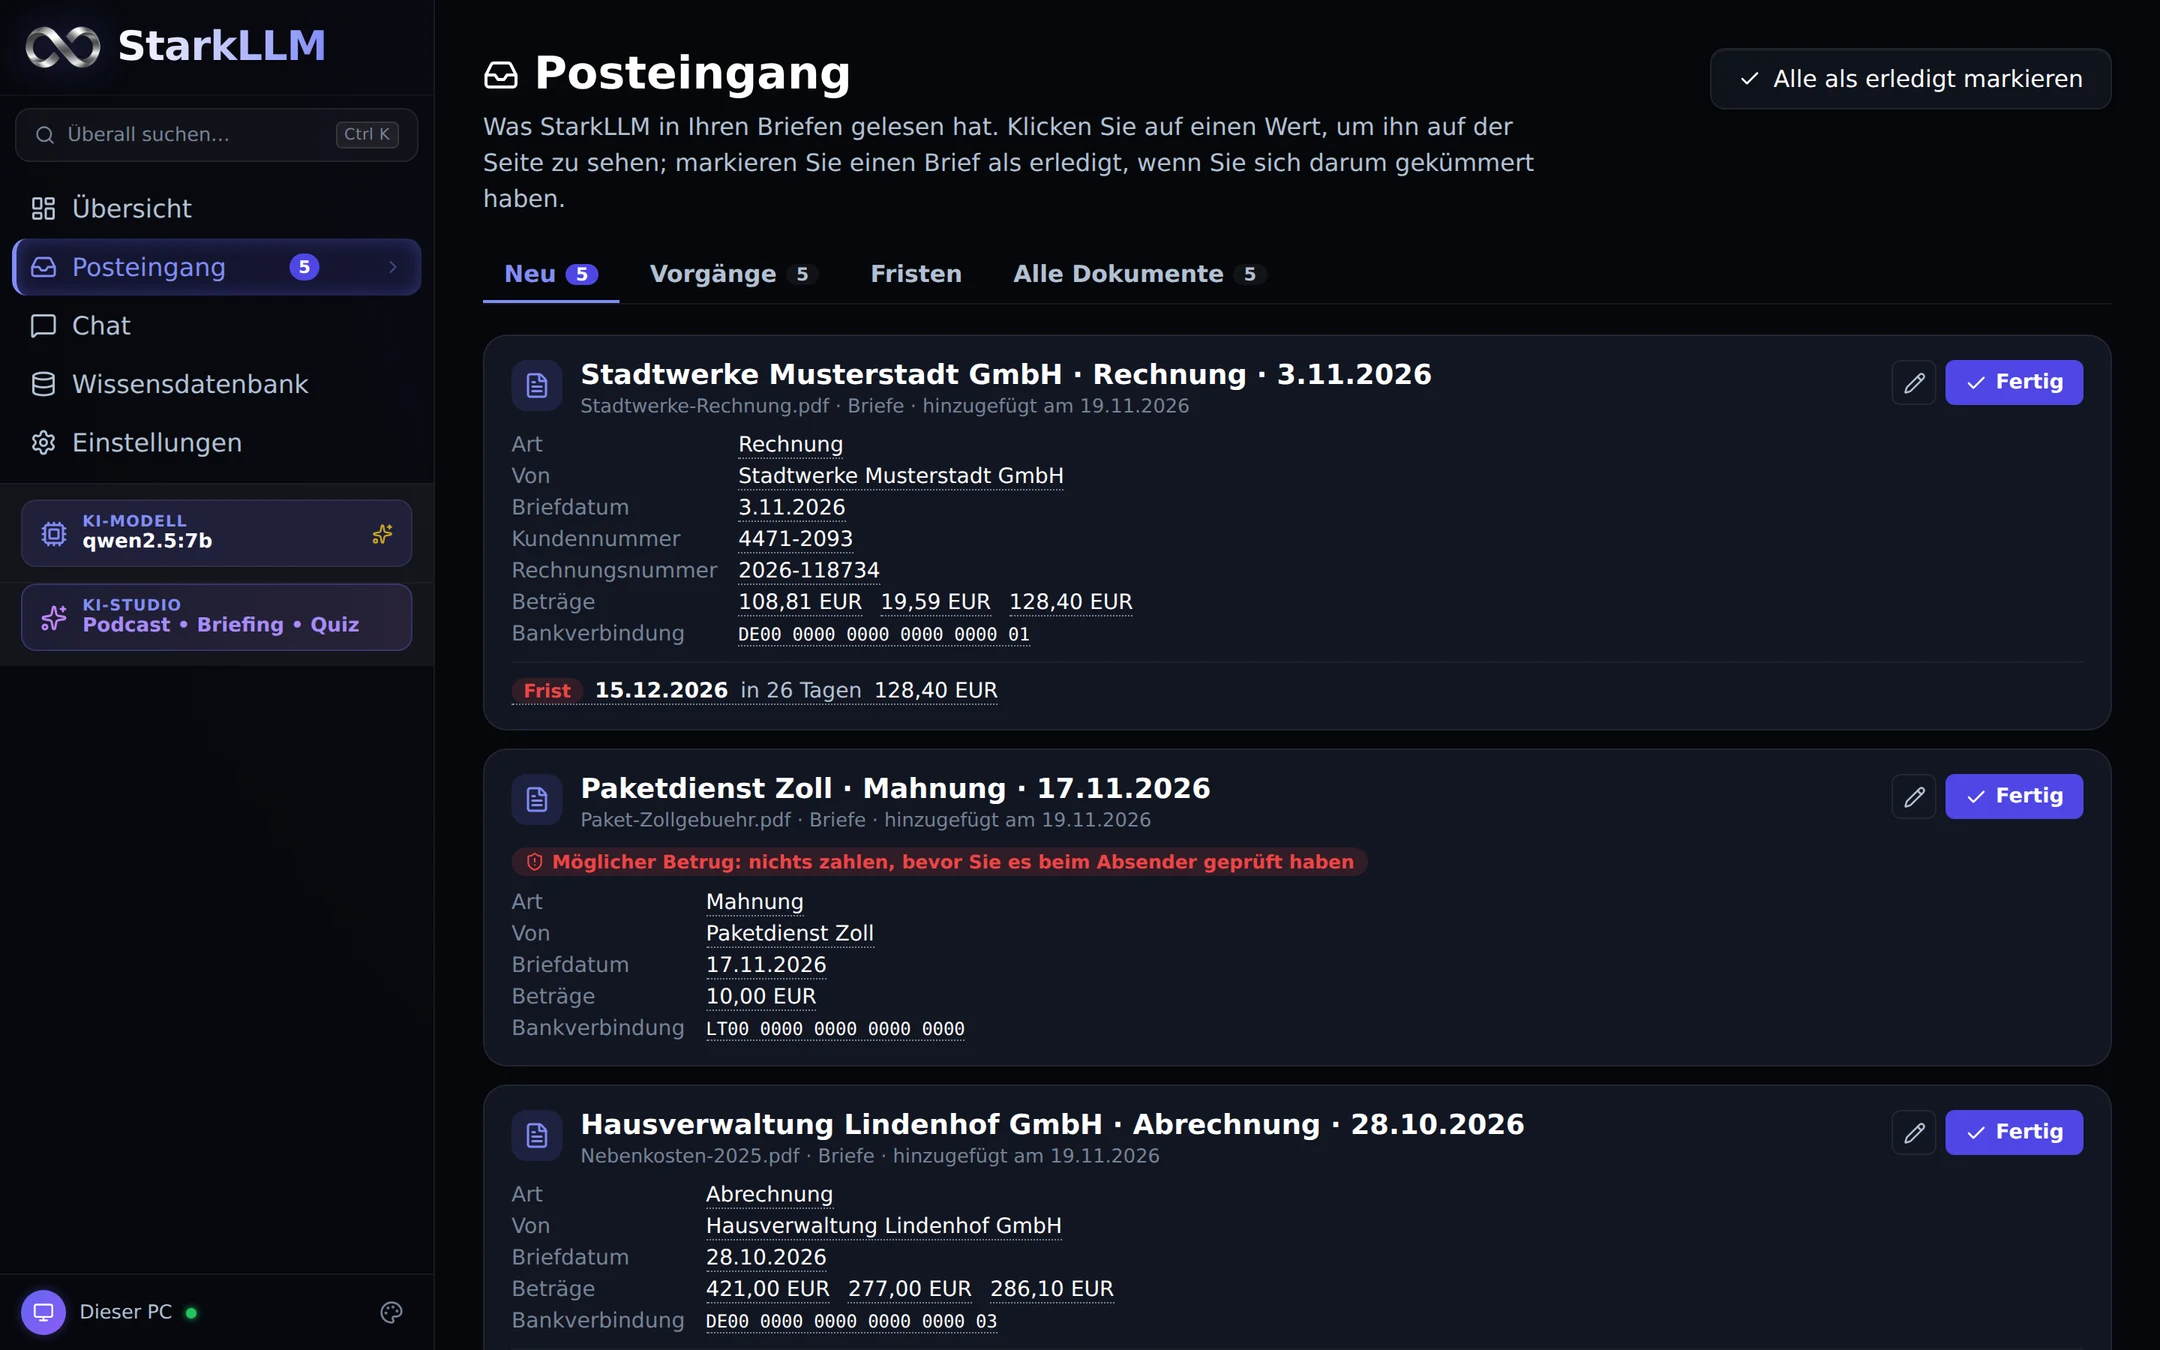 StarkLLM
Überall suchen...
Ctrl K
Übersicht
Posteingang 5
Chat
Wissensdatenbank
Einstellungen
KI-MODELL
qwen2.5:7b
KI-STUDIO
Podcast • Briefing • Quiz
Dieser PC
Posteingang
Alle als erledigt markieren
Was StarkLLM in Ihren Briefen gelesen hat. Klicken Sie auf einen Wert, um ihn auf der
Seite zu sehen; markieren Sie einen Brief als erledigt, wenn Sie sich darum gekümmert
haben.
Neu 5 Vorgänge 5 Fristen Alle Dokumente 5
Stadtwerke Musterstadt GmbH · Rechnung · 3.11.2026
Fertig
Stadtwerke-Rechnung.pdf · Briefe · hinzugefügt am 19.11.2026
Art Rechnung
Von Stadtwerke Musterstadt GmbH
Briefdatum 3.11.2026
Kundennummer 4471-2093
Rechnungsnummer 2026-118734
Beträge 108,81 EUR 19,59 EUR 128,40 EUR
Bankverbindung DE00 0000 0000 0000 0000 01
Frist 15.12.2026 in 26 Tagen 128,40 EUR
Paketdienst Zoll · Mahnung · 17.11.2026
Fertig
Paket-Zollgebuehr.pdf · Briefe · hinzugefügt am 19.11.2026
Möglicher Betrug: nichts zahlen, bevor Sie es beim Absender geprüft haben
Art Mahnung
Von Paketdienst Zoll
Briefdatum 17.11.2026
Beträge 10,00 EUR
Bankverbindung LT00 0000 0000 0000 0000
Hausverwaltung Lindenhof GmbH · Abrechnung · 28.10.2026
Fertig
Nebenkosten-2025.pdf · Briefe · hinzugefügt am 19.11.2026
Art Abrechnung
Von Hausverwaltung Lindenhof GmbH
Briefdatum 28.10.2026
Beträge 421,00 EUR 277,00 EUR 286,10 EUR
Bankverbindung DE00 0000 0000 0000 0000 03